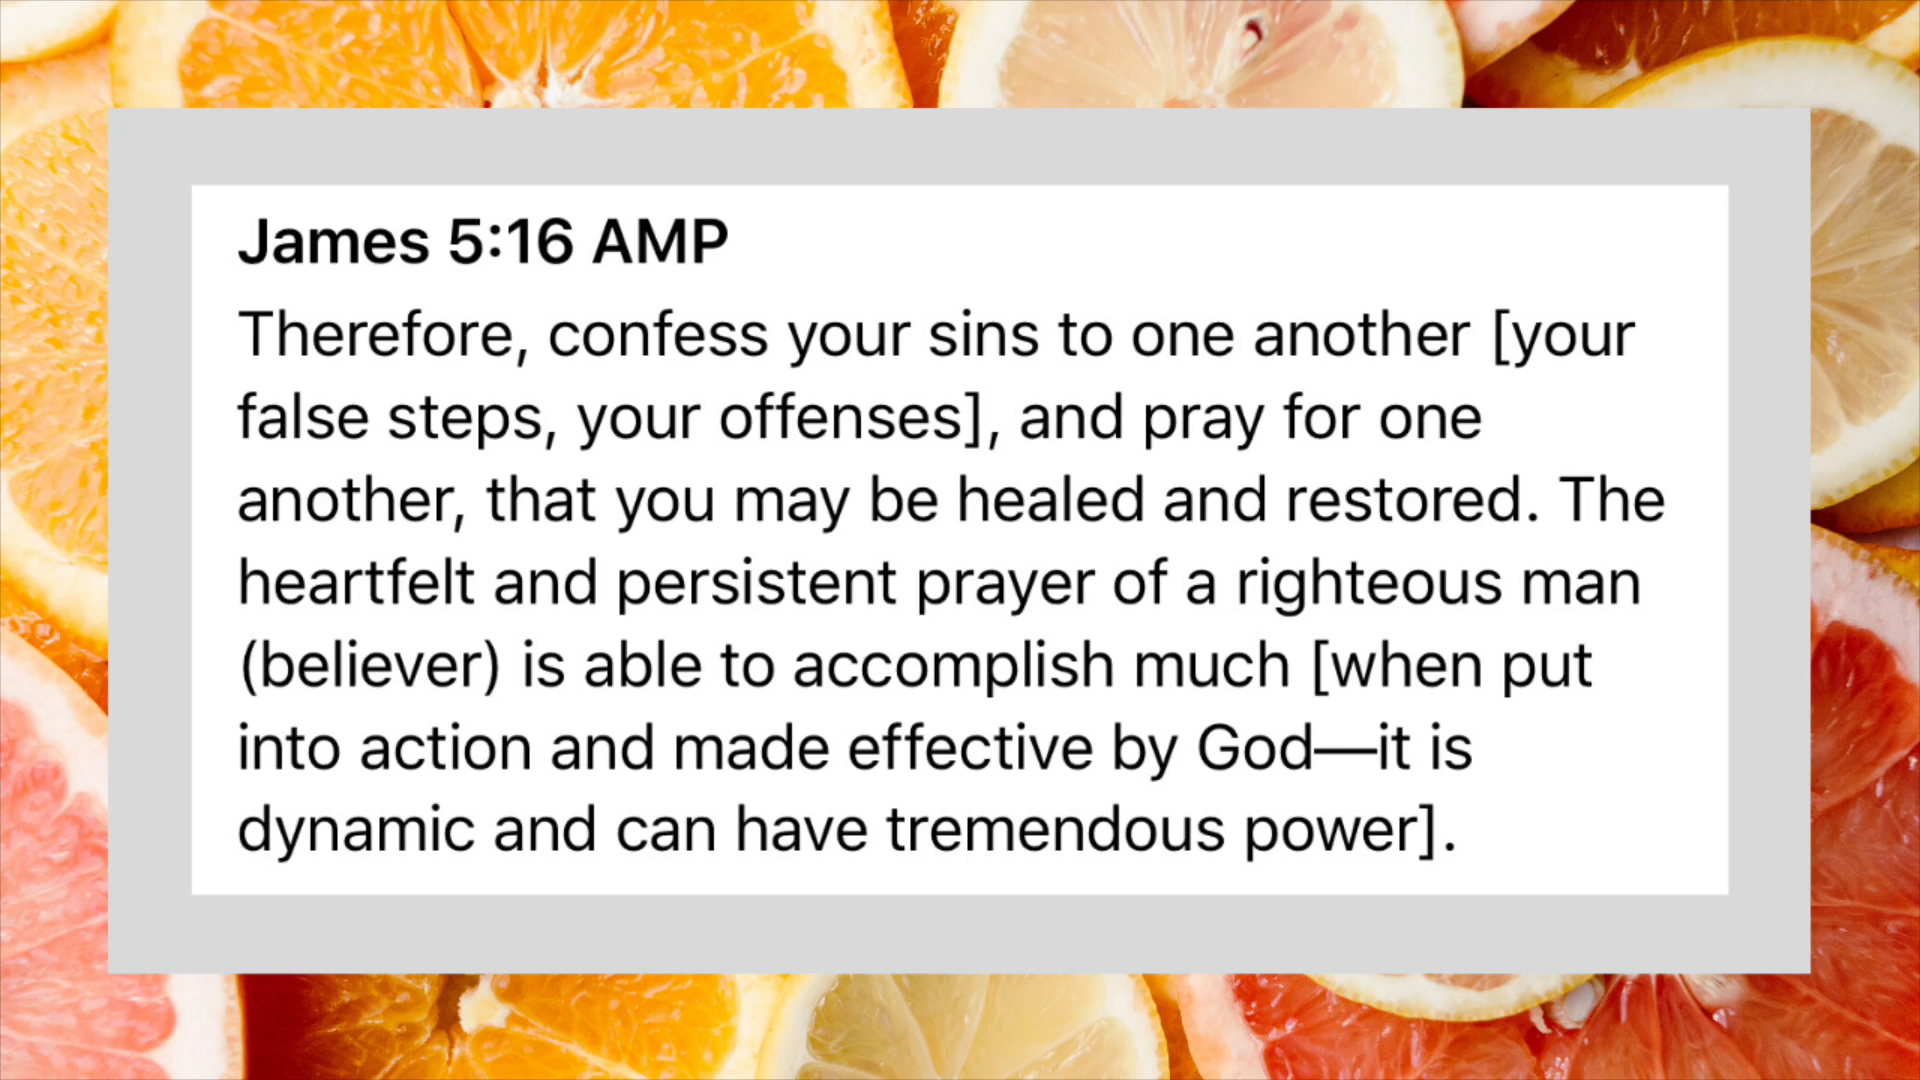 James 5:16 AMP
Therefore, confess your sins to one another [your
false steps, your offenses], and pray for one
another, that you may be healed and restored. The
heartfelt and persistent prayer of a righteous man
(believer) is able to accomplish much [when put
into action and made effective by God—it is
dynamic and can have tremendous power].